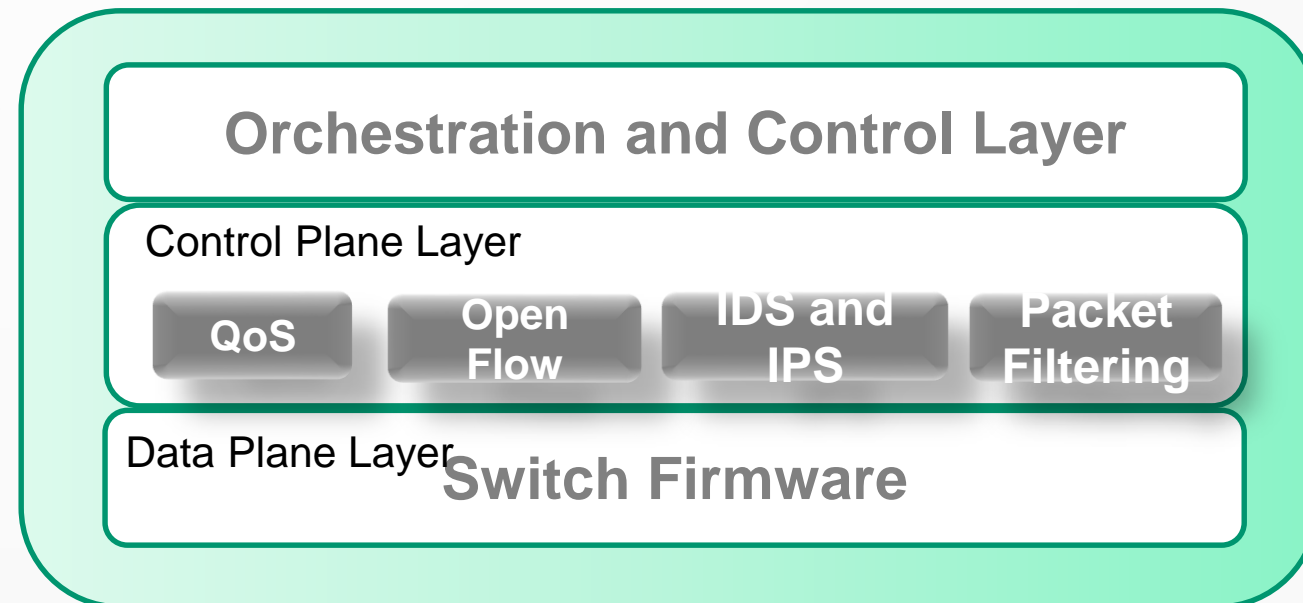 Orchestration and Control Layer
Control Plane Layer
QoS
Open
Flow
IDS and
IPS
Packet
Filtering
Data Plane Layer
Switch Firmware